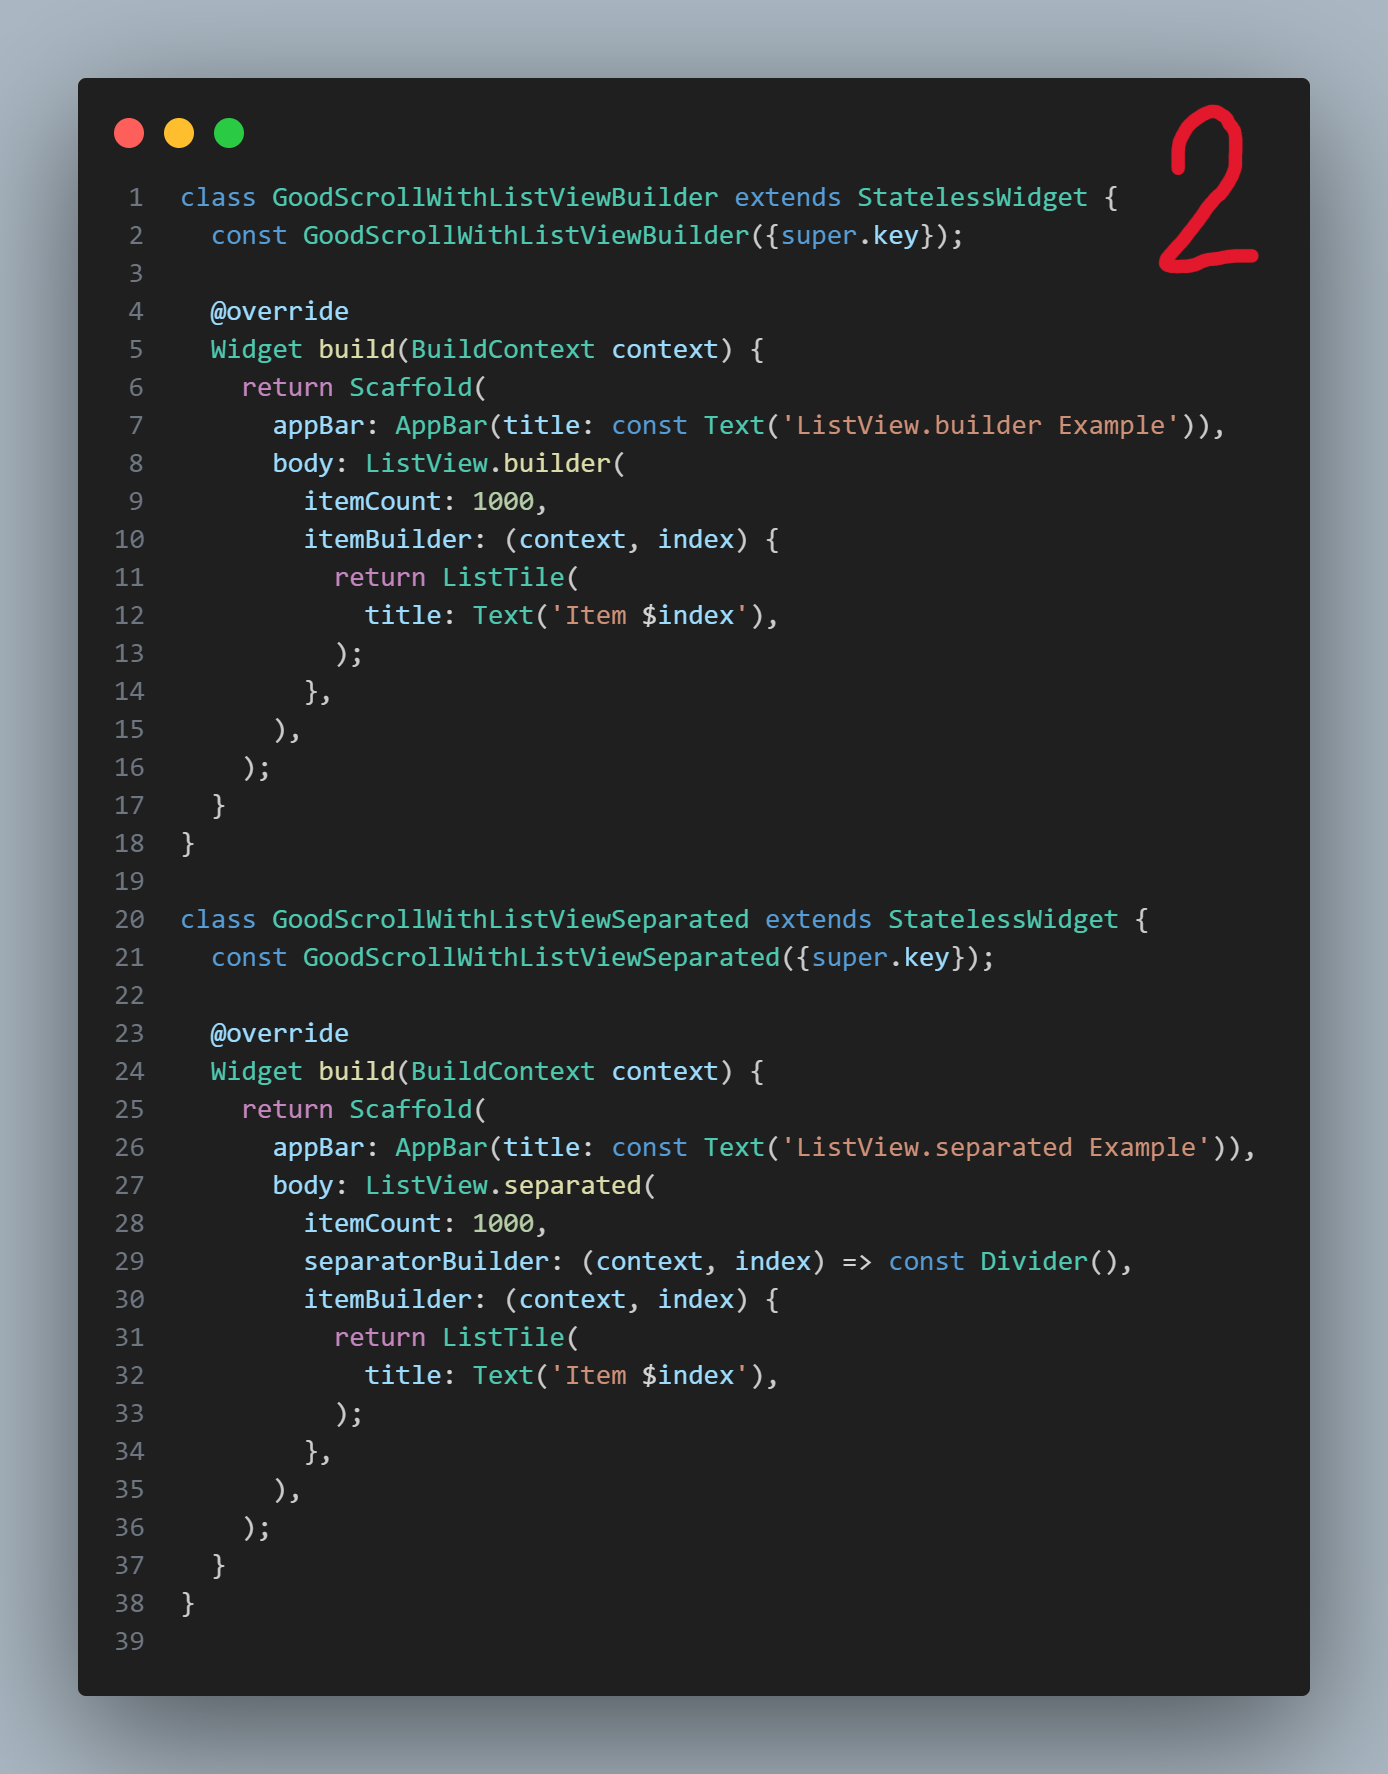 2
1 class GoodScrollWithListViewBuilder extends StatelessWidget {
2   const GoodScrollWithListViewBuilder({super.key});
3
4   @override
5   Widget build(BuildContext context) {
6     return Scaffold(
7       appBar: AppBar(title: const Text('ListView.builder Example')),
8       body: ListView.builder(
9         itemCount: 1000,
10         itemBuilder: (context, index) {
11           return ListTile(
12             title: Text('Item $index'),
13           );
14         },
15       ),
16     );
17   }
18 }
19
20 class GoodScrollWithListViewSeparated extends StatelessWidget {
21   const GoodScrollWithListViewSeparated({super.key});
22
23   @override
24   Widget build(BuildContext context) {
25     return Scaffold(
26       appBar: AppBar(title: const Text('ListView.separated Example')),
27       body: ListView.separated(
28         itemCount: 1000,
29         separatorBuilder: (context, index) => const Divider(),
30         itemBuilder: (context, index) {
31           return ListTile(
32             title: Text('Item $index'),
33           );
34         },
35       ),
36     );
37   }
38 }
39